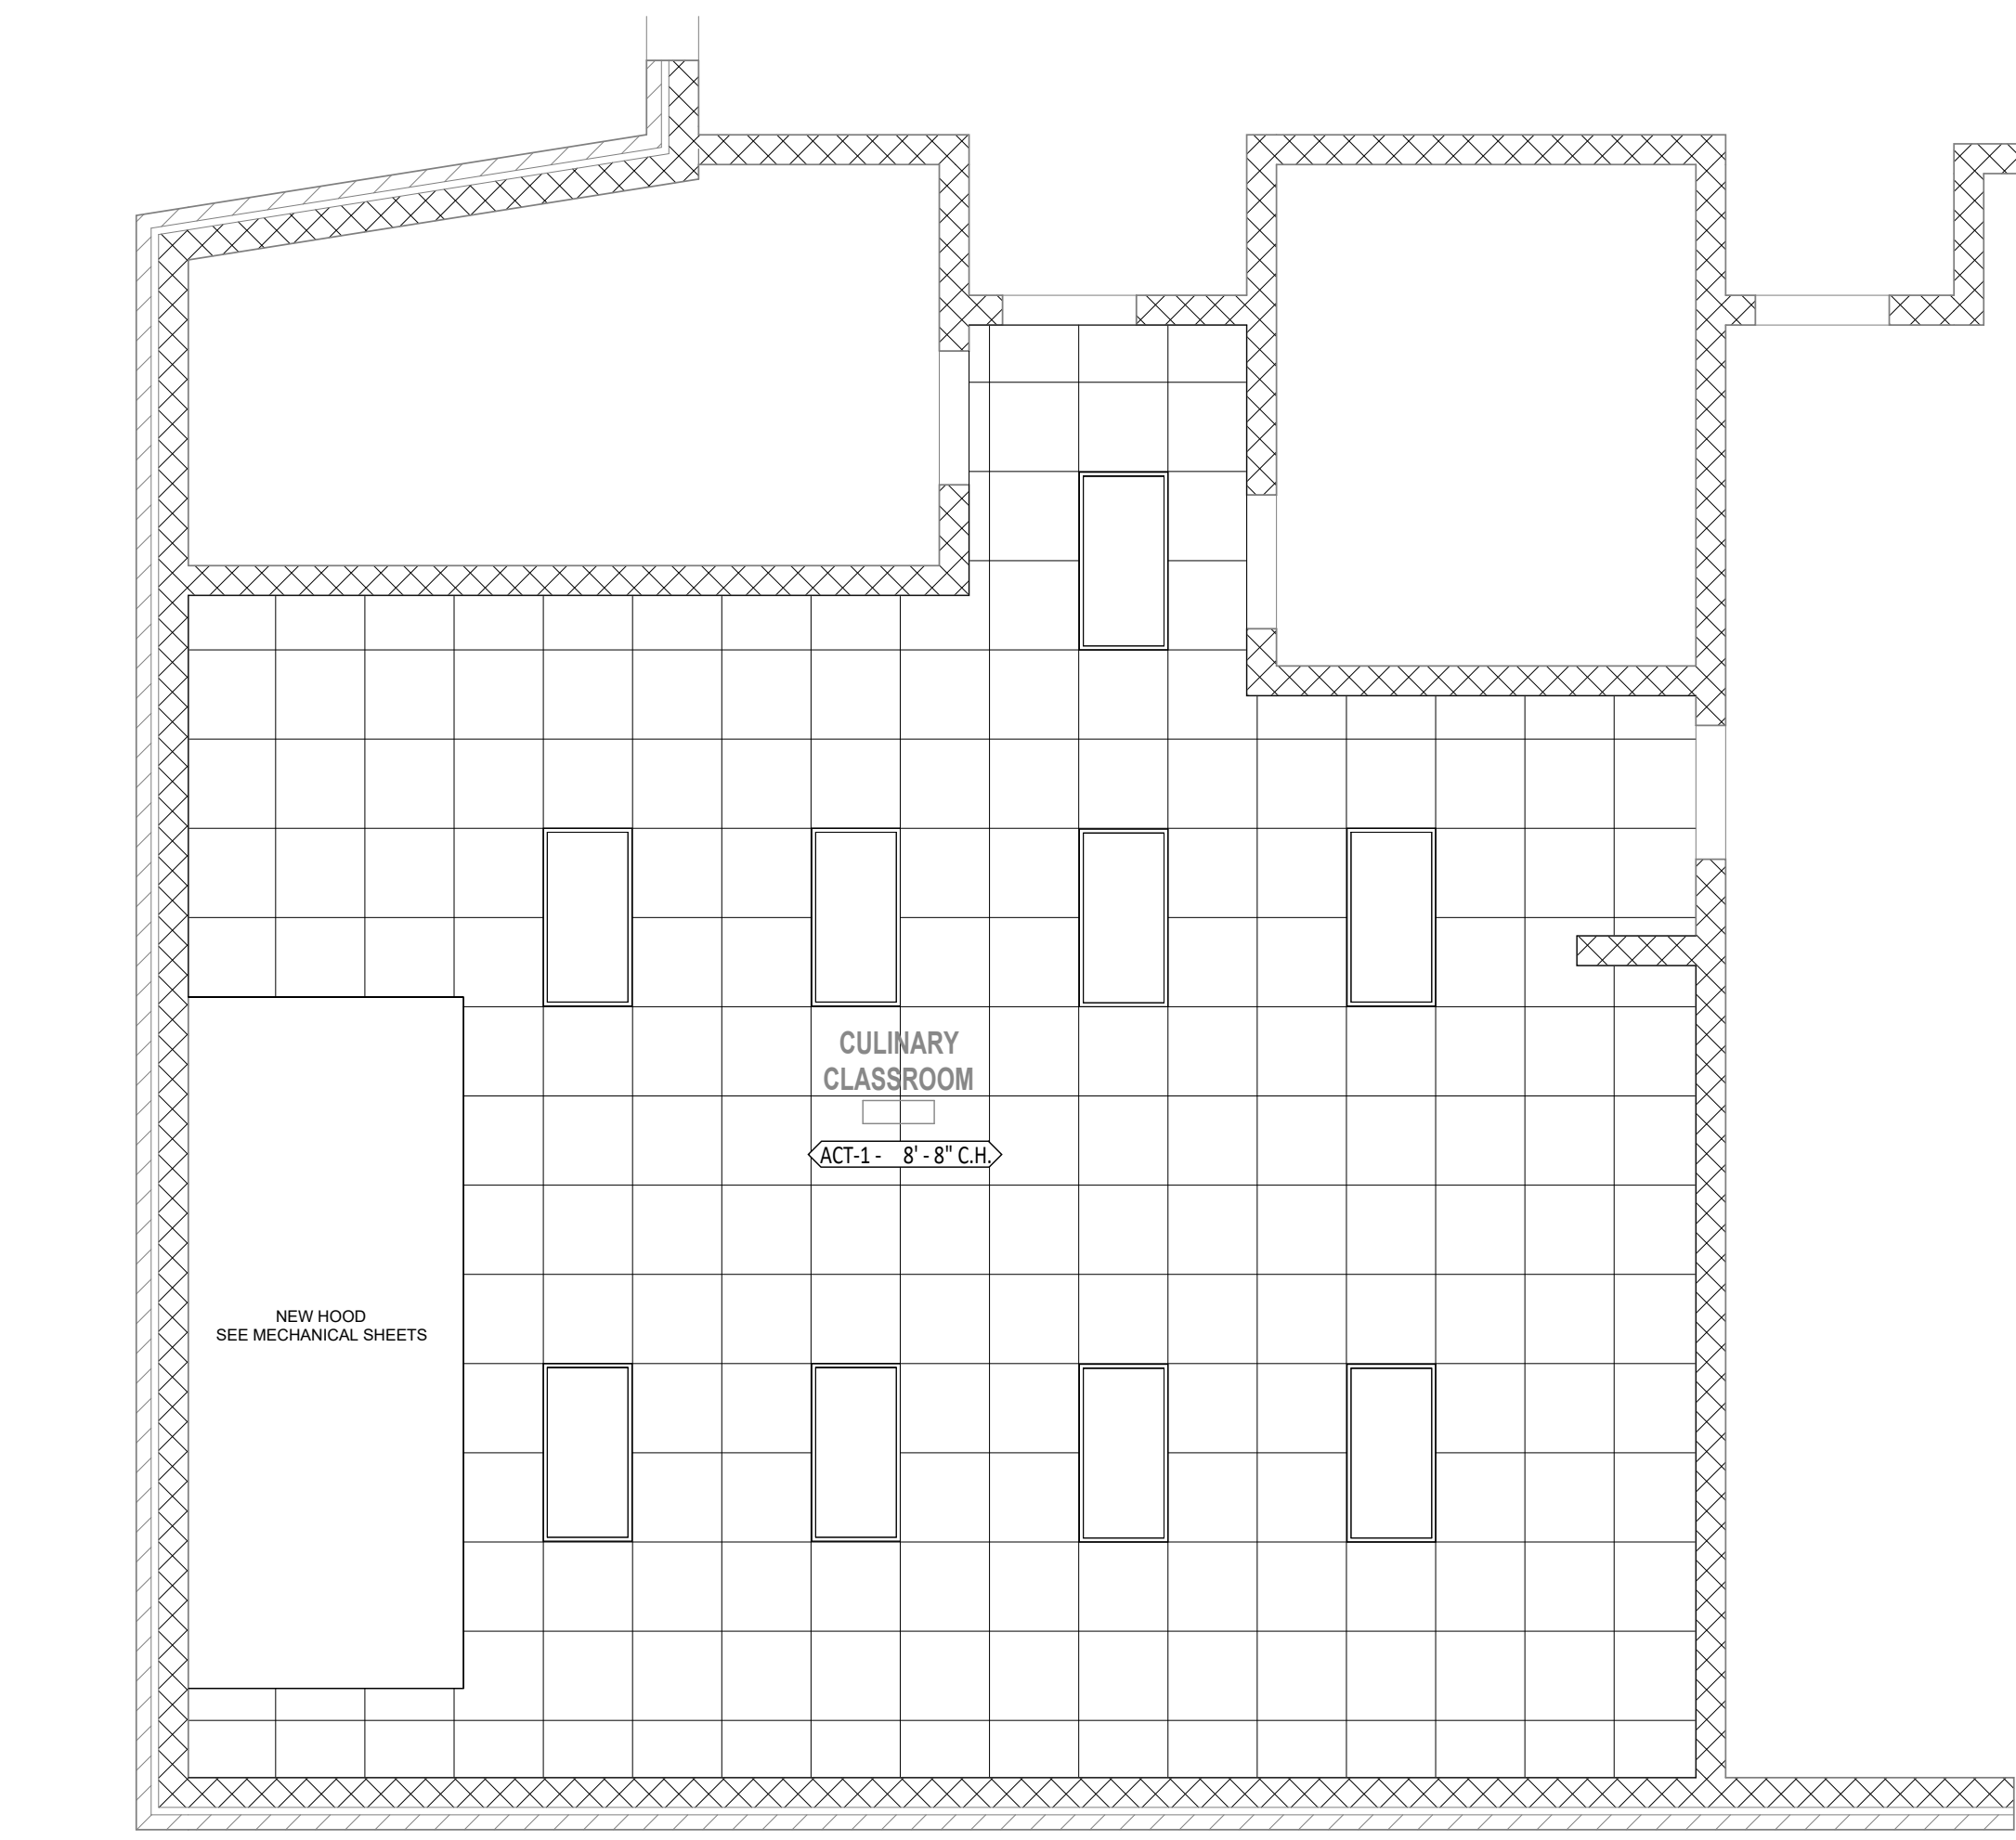 CULINARY
CLASSROOM
ACT-1 - 8' - 8" C.H.
NEW HOOD
SEE MECHANICAL SHEETS